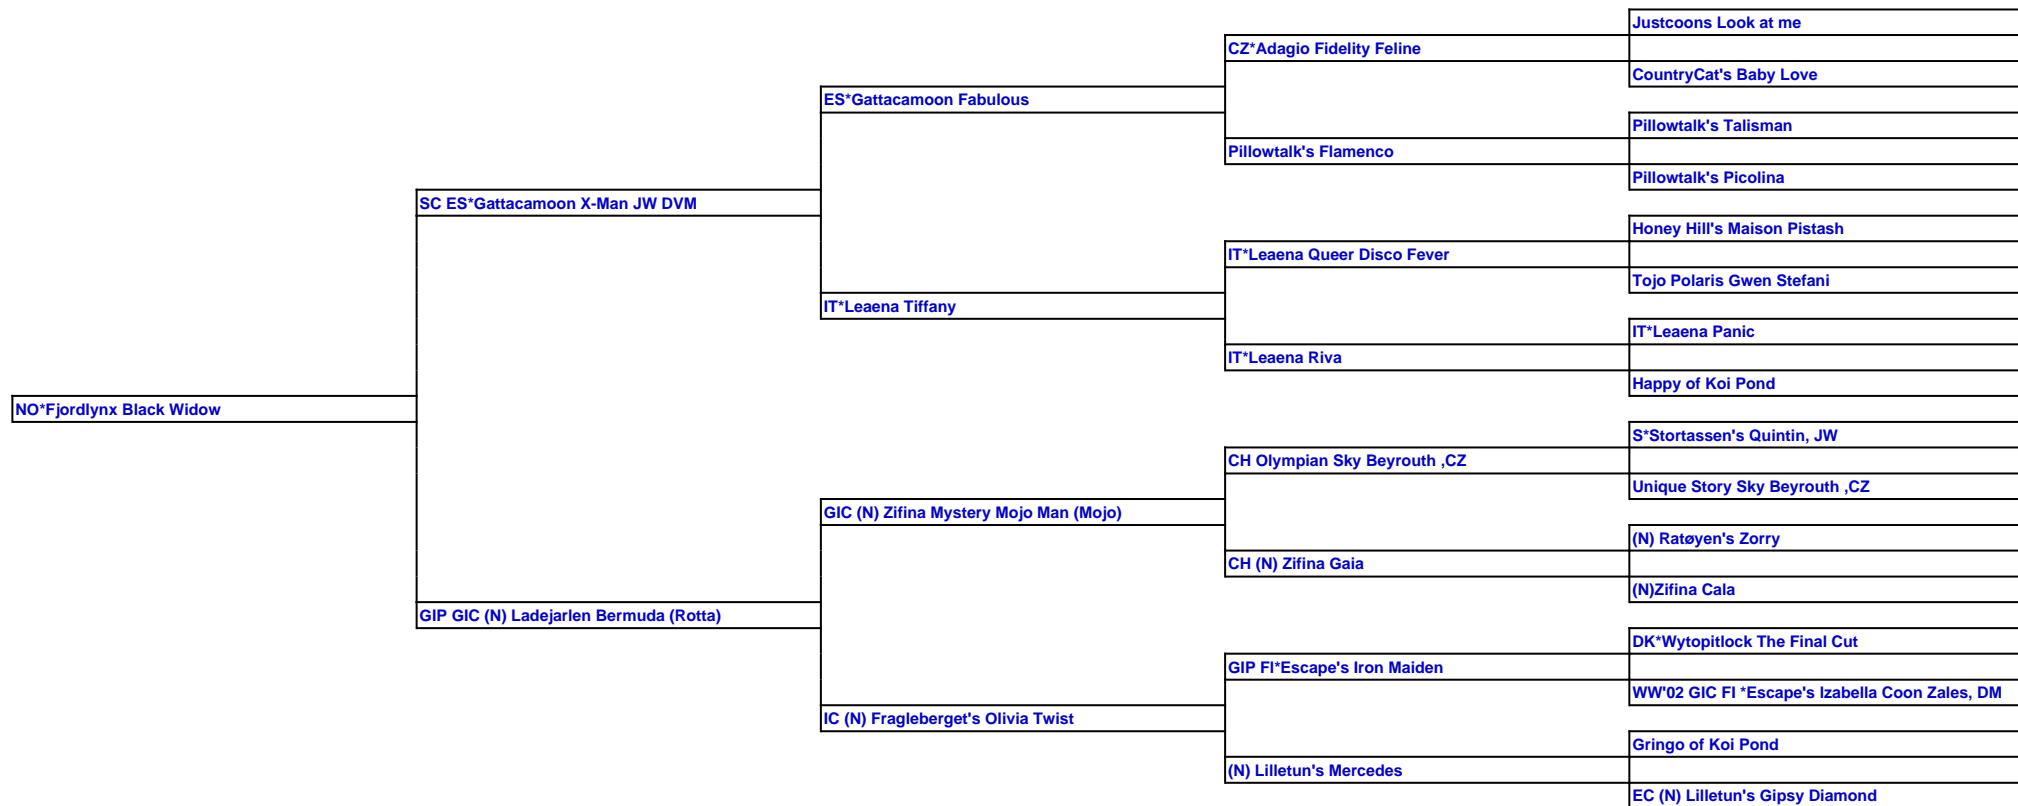 Justcoons Look at me
CZ*Adagio Fidelity Feline
CountryCat's Baby Love
ES*Gattacamoon Fabulous
Pillowtalk's Talisman
Pillowtalk's Flamenco
Pillowtalk's Picolina
SC ES*Gattacamoon X-Man JW DVM
Honey Hill's Maison Pistash
IT*Leaena Queer Disco Fever
Tojo Polaris Gwen Stefani
IT*Leaena Tiffany
IT*Leaena Panic
IT*Leaena Riva
Happy of Koi Pond
NO*Fjordlynx Black Widow
S*Stortassen's Quintin, JW
CH Olympian Sky Beyrouth ,CZ
Unique Story Sky Beyrouth ,CZ
GIC (N) Zifina Mystery Mojo Man (Mojo)
(N) Ratøyen's Zorry
CH (N) Zifina Gaia
(N)Zifina Cala
GIP GIC (N) Ladejarlen Bermuda (Rotta)
DK*Wytopitlock The Final Cut
GIP FI*Escape's Iron Maiden
WW'02 GIC FI *Escape's Izabella Coon Zales, DM
IC (N) Fragleberget's Olivia Twist
Gringo of Koi Pond
(N) Lilletun's Mercedes
EC (N) Lilletun's Gipsy Diamond